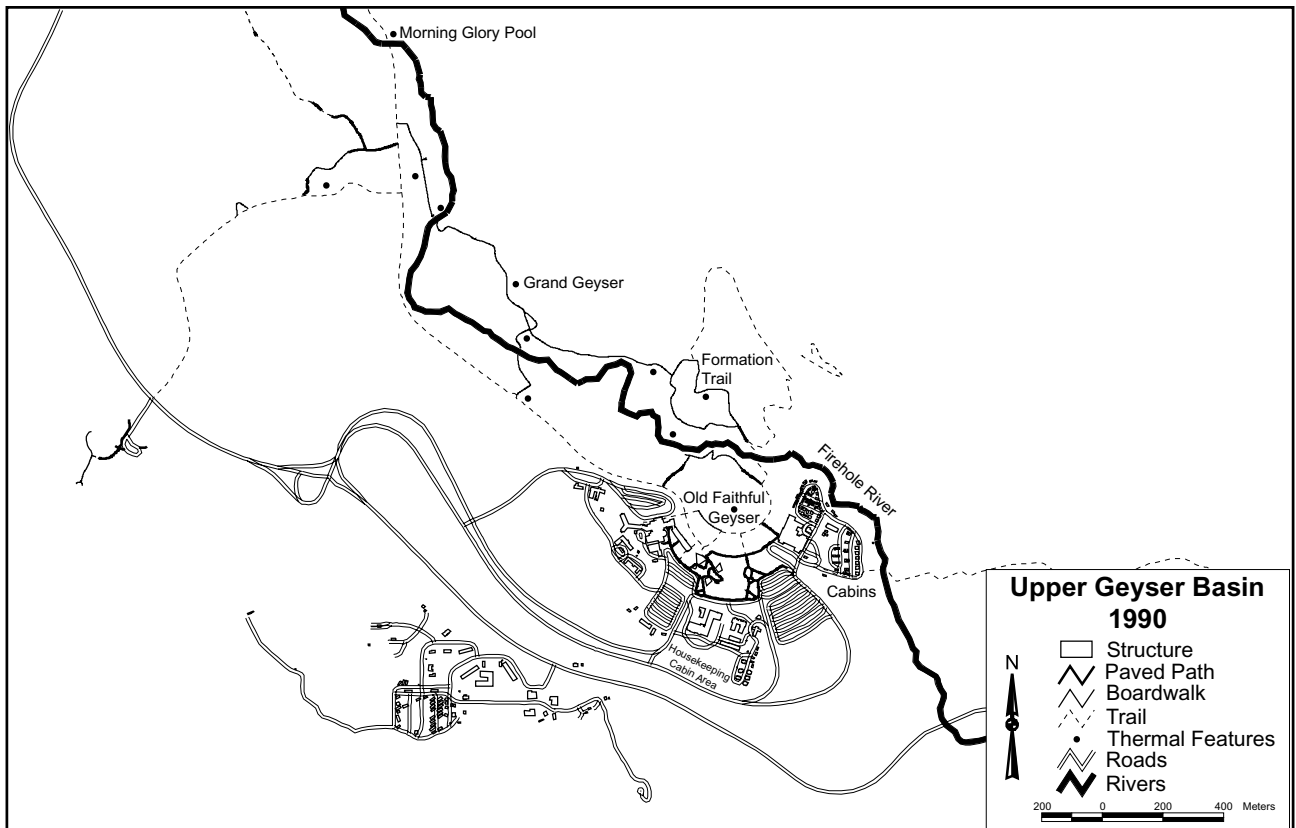 Morning Glory Pool
Grand Geyser
Formation
Trail
Firehole River
Old Faithful
Geyser
Cabins
Housekeeping
Cabin Area
Upper Geyser Basin
1990
Structure
Paved Path
Boardwalk
Trail
Thermal Features
Roads
Rivers
N
200 0 200 400 Meters